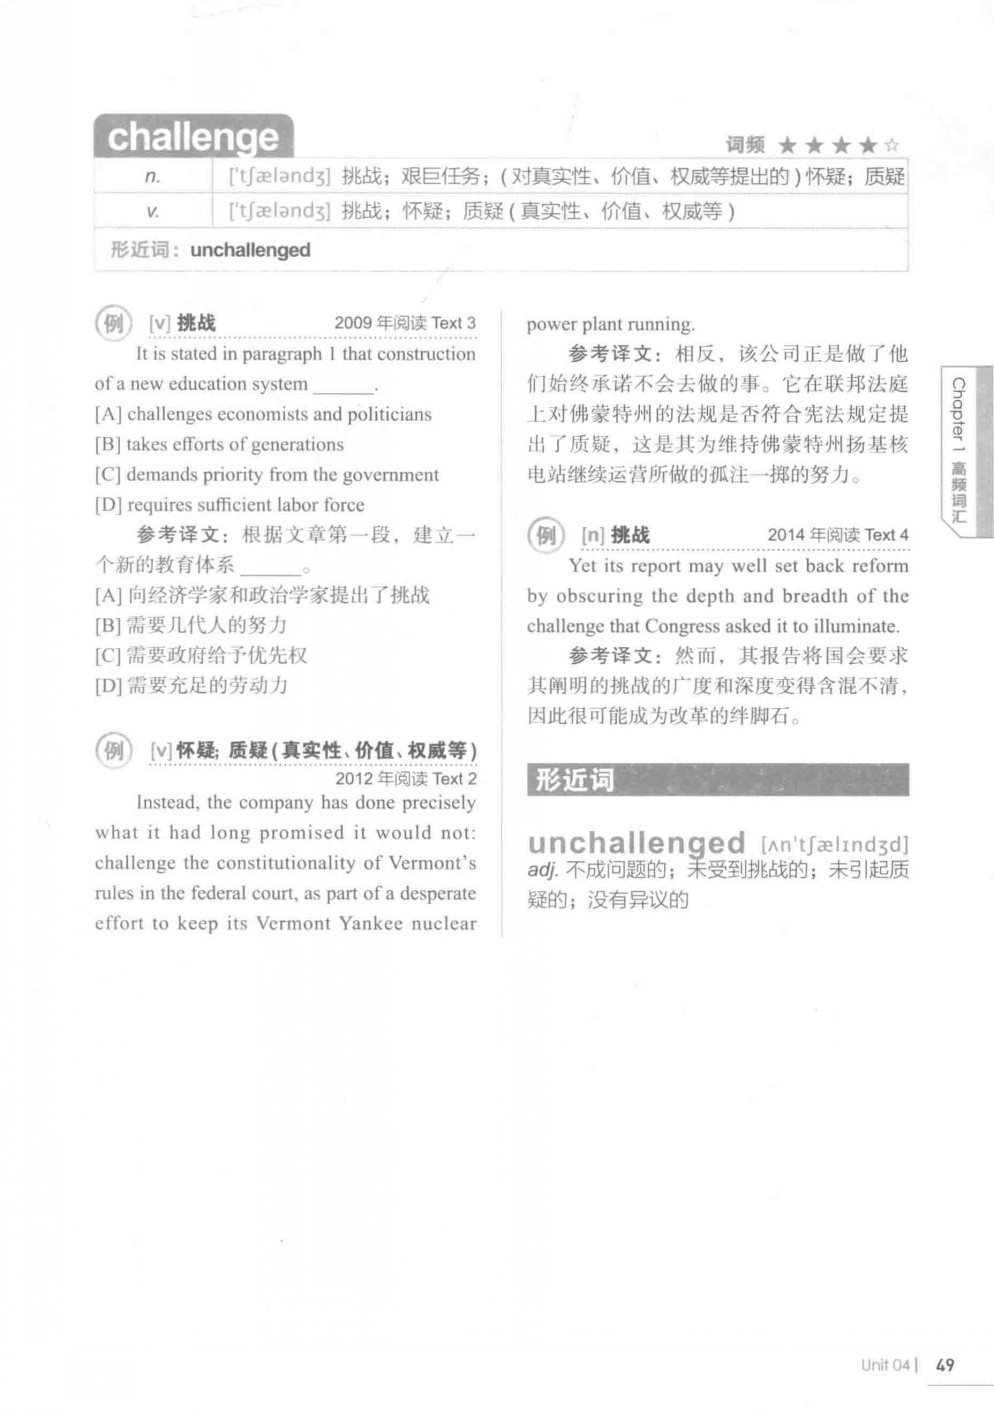 challenge
词频 ★★★★☆
n. ['tʃæləndʒ] 挑战；艰巨任务；(对真实性、价值、权威等提出的)怀疑；质疑
v. ['tʃæləndʒ] 挑战；怀疑；质疑(真实性、价值、权威等)
形近词：unchallenged
例 [v] 挑战 2009 年阅读 Text 3
It is stated in paragraph 1 that construction
of a new education system ______.
[A] challenges economists and politicians
[B] takes efforts of generations
[C] demands priority from the government
[D] requires sufficient labor force
参考译文：根据文章第一段，建立一
个新的教育体系 ______。
[A] 向经济学家和政治学家提出了挑战
[B] 需要几代人的努力
[C] 需要政府给予优先权
[D] 需要充足的劳动力
例 [v] 怀疑；质疑(真实性、价值、权威等)
2012 年阅读 Text 2
Instead, the company has done precisely
what it had long promised it would not:
challenge the constitutionality of Vermont's
rules in the federal court, as part of a desperate
effort to keep its Vermont Yankee nuclear
power plant running.
参考译文：相反，该公司正是做了他
们始终承诺不会去做的事。它在联邦法庭
上对佛蒙特州的法规是否符合宪法规定提
出了质疑，这是其为维持佛蒙特州扬基核
电站继续运营所做的孤注一掷的努力。
例 [n] 挑战 2014 年阅读 Text 4
Yet its report may well set back reform
by obscuring the depth and breadth of the
challenge that Congress asked it to illuminate.
参考译文：然而，其报告将国会要求
其阐明的挑战的广度和深度变得含混不清，
因此很可能成为改革的绊脚石。
形近词
unchallenged [ʌn'tʃælɪndʒd]
adj. 不成问题的；未受到挑战的；未引起质
疑的；没有异议的
Chapter 1 高频词汇
Unit 04 | 49